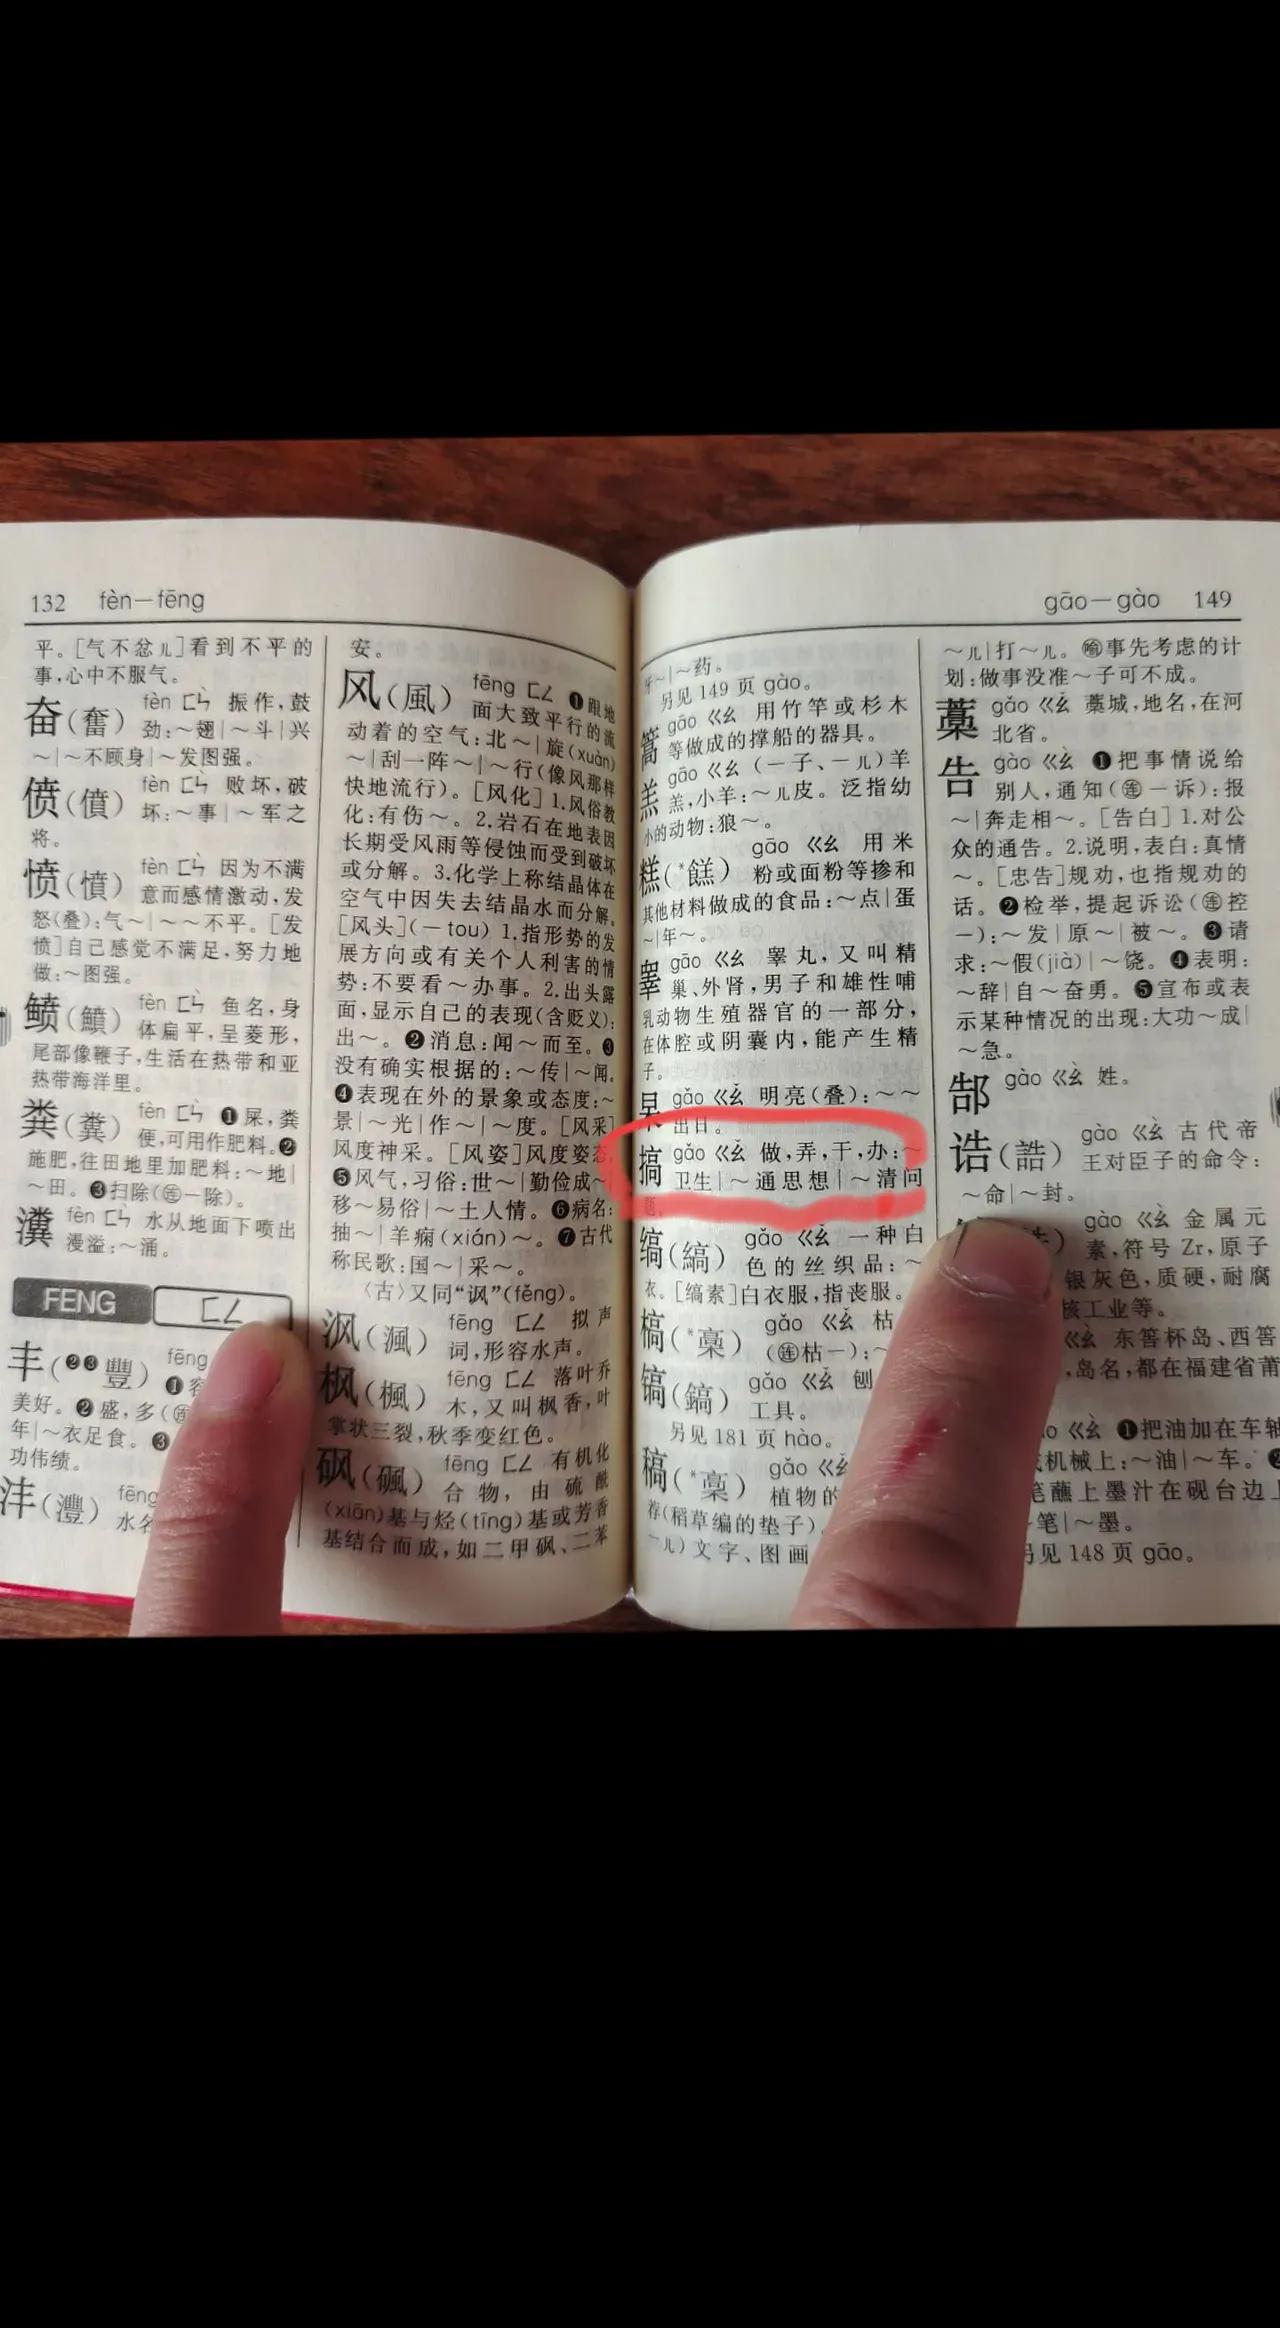 132 fèn－fēng
平。[气不忿儿]看到不平的
事,心中不服气。
奋(奮) fèn ㄈㄣˋ 振作,鼓
劲:～翅|～斗|兴
～|～不顾身|～发图强。
偾(僨) fèn ㄈㄣˋ 败坏,破
坏:～事|～军之
将。
愤(憤) fèn ㄈㄣˋ 因为不满
意而感情激动,发
怒(叠):气～|～～不平。[发
愤]自己感觉不满足,努力地
做:～图强。
鲼(鱝) fèn ㄈㄣˋ 鱼名,身
体扁平,呈菱形,
尾部像鞭子,生活在热带和亚
热带海洋里。
粪(糞) fèn ㄈㄣˋ ❶屎,粪
便,可用作肥料。❷
施肥,往田地里加肥料:～地|
～田。❸扫除(㊣－除)。
瀵 fèn ㄈㄣˋ 水从地面下喷出
漫溢:～涌。
FENG ㄈㄥ
丰(❷❸豐) fēng
❶容
美好。❷盛,多(
年|～衣足食。❸
功伟绩。
沣(灃) fēng
水名
安。
风(風) fēng ㄈㄥ ❶跟地
面大致平行的流
动着的空气:北～|旋(xuàn)
～|刮一阵～|～行(像风那样
快地流行)。[风化]1.风俗教
化:有伤～。2.岩石在地表因
长期受风雨等侵蚀而受到破坏
或分解。3.化学上称结晶体在
空气中因失去结晶水而分解。
[风头](－tou) 1.指形势的发
展方向或有关个人利害的情
势:不要看～办事。2.出头露
面,显示自己的表现(含贬义):
出～。❷消息:闻～而至。❸
没有确实根据的:～传|～闻。
❹表现在外的景象或态度:～
景|～光|作～|～度。[风采]
风度神采。[风姿]风度姿态。
❺风气,习俗:世～|勤俭成～|
移～易俗|～土人情。❻病名:
抽～|羊痫(xián)～。❼古代
称民歌:国～|采～。
〈古〉又同“讽”(fěng)。
沨(渢) fēng ㄈㄥ 拟声
词,形容水声。
枫(楓) fēng ㄈㄥ 落叶乔
木,又叫枫香,叶
掌状三裂,秋季变红色。
砜(碸) fēng ㄈㄥ 有机化
合物,由硫酰
(xiān)基与烃(tīng)基或芳香
基结合而成,如二甲砜、二苯
gāo－gào 149
牙～|～药。
另见149页 gào。
篙 gāo ㄍㄠ 用竹竿或杉木
等做成的撑船的器具。
羔 gāo ㄍㄠ (－子、－儿)羊
羔,小羊:～儿皮。泛指幼
小的动物:狼～。
糕(*餻) gāo ㄍㄠ 用米
粉或面粉等掺和
其他材料做成的食品:～点|蛋
～|年～。
睾 gāo ㄍㄠ 睾丸,又叫精
巢、外肾,男子和雄性哺
乳动物生殖器官的一部分,
在体腔或阴囊内,能产生精
子。
杲 gǎo ㄍㄠˇ 明亮(叠):～～
出日。
搞 gǎo ㄍㄠˇ 做,弄,干,办:～
卫生|～通思想|～清问
题。
缟(縞) gǎo ㄍㄠˇ 一种白
色的丝织品:～
衣。[缟素]白衣服,指丧服。
槁(*槀) gǎo ㄍㄠˇ 枯
(㊣枯－):～
镐(鎬) gǎo ㄍㄠˇ 刨
工具。
另见181页 hào。
稿(*稾) gǎo ㄍㄠˇ
植物的
荐(稻草编的垫子)。
－儿)文字、图画
～儿|打～儿。㊣事先考虑的计
划:做事没准～子可不成。
藁 gǎo ㄍㄠˇ 藁城,地名,在河
北省。
告 gào ㄍㄠˋ ❶把事情说给
别人,通知(㊣－诉):报
～|奔走相～。[告白]1.对公
众的通告。2.说明,表白:真情
～。[忠告]规劝,也指规劝的
话。❷检举,提起诉讼(㊣控
－):～发|原～|被～。❸请
求:～假(jià)|～饶。❹表明:
～辞|自～奋勇。❺宣布或表
示某种情况的出现:大功～成|
～急。
郜 gào ㄍㄠˋ 姓。
诰(誥) gào ㄍㄠˋ 古代帝
王对臣子的命令:
～命|～封。
gào ㄍㄠˋ 金属元
素,符号 Zr,原子
银灰色,质硬,耐腐
核工业等。
ㄍㄠˋ 东箬杯岛、西箬
,岛名,都在福建省莆
ㄍㄠˋ ❶把油加在车轴
机械上:～油|～车。❷
笔蘸上墨汁在砚台边上
～笔|～墨。
另见148页 gāo。